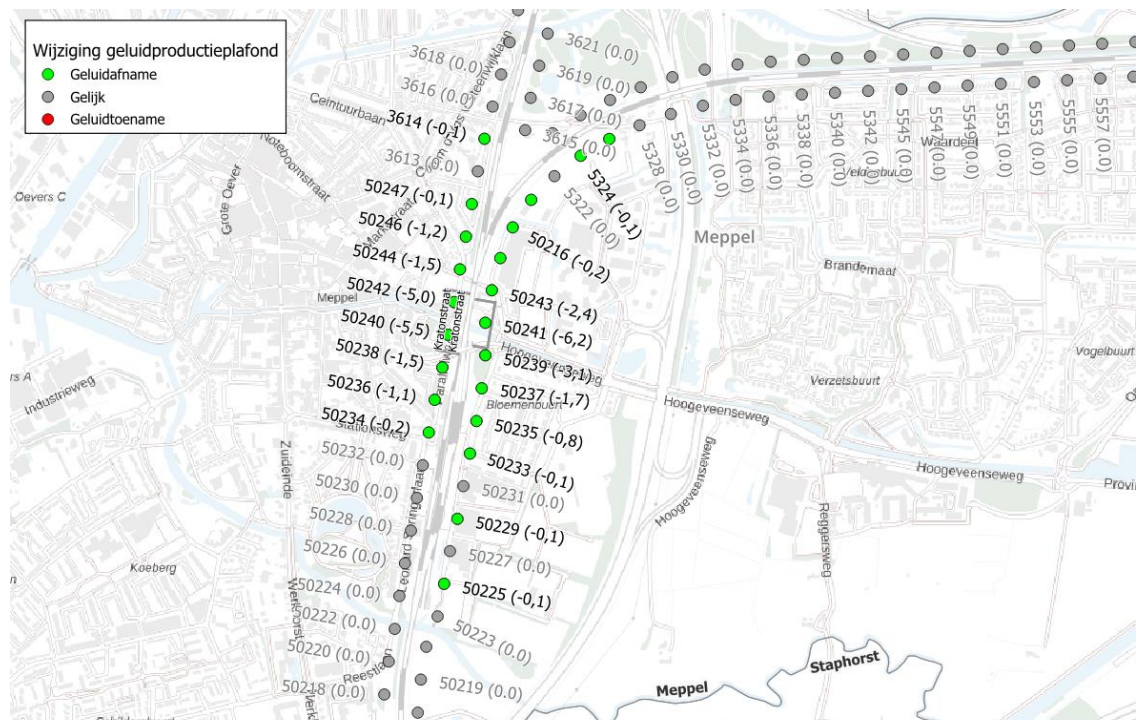 Wijziging geluidproductieplafond
Geluidafname
Gelijk
Geluidtoename
3618 (0.0)
3616 (0.0)
3614 (-0,1)
3613 (0.0)
50247 (-0,1)
50246 (-1,2)
50244 (-1,5)
50242 (-5,0)
50240 (-5,5)
50238 (-1,5)
50236 (-1,1)
50234 (-0,2)
50232 (0.0)
50230 (0.0)
50228 (0.0)
50226 (0.0)
50224 (0.0)
50222 (0.0)
50220 (0.0)
50218 (0.0)
3621 (0.0)
3619 (0.0)
3617 (0.0)
3615 (0.0)
5324 (-0,1)
5322 (0.0)
50216 (-0,2)
50243 (-2,4)
50241 (-6,2)
50239 (-3,1)
50237 (-1,7)
50235 (-0,8)
50233 (-0,1)
50231 (0.0)
50229 (-0,1)
50227 (0.0)
50225 (-0,1)
50223 (0.0)
50219 (0.0)
5328 (0.0)
5330 (0.0)
5332 (0.0)
5334 (0.0)
5336 (0.0)
5338 (0.0)
5340 (0.0)
5342 (0.0)
5545 (0.0)
5547 (0.0)
5549 (0.0)
5551 (0.0)
5553 (0.0)
5555 (0.0)
5557 (0.0)
Ceintuurbaan
Noteboomstraat
Grote Oever
Oevers C
Marktstraat
Meppel
Kratonstraat
Kratonstraat
Industrieweg
Stationsweg
Zuideinde
Koeberg
Werkhorst
Reestlaan
Bloemenbuurt
Hoogeveenseweg
Hoogeveenseweg
Hoogeveenseweg
Hoogeveenseweg
Meppel
Brandemaat
Verzetsbuurt
Vogelbuurt
Reggersweg
Staphorst
Meppel